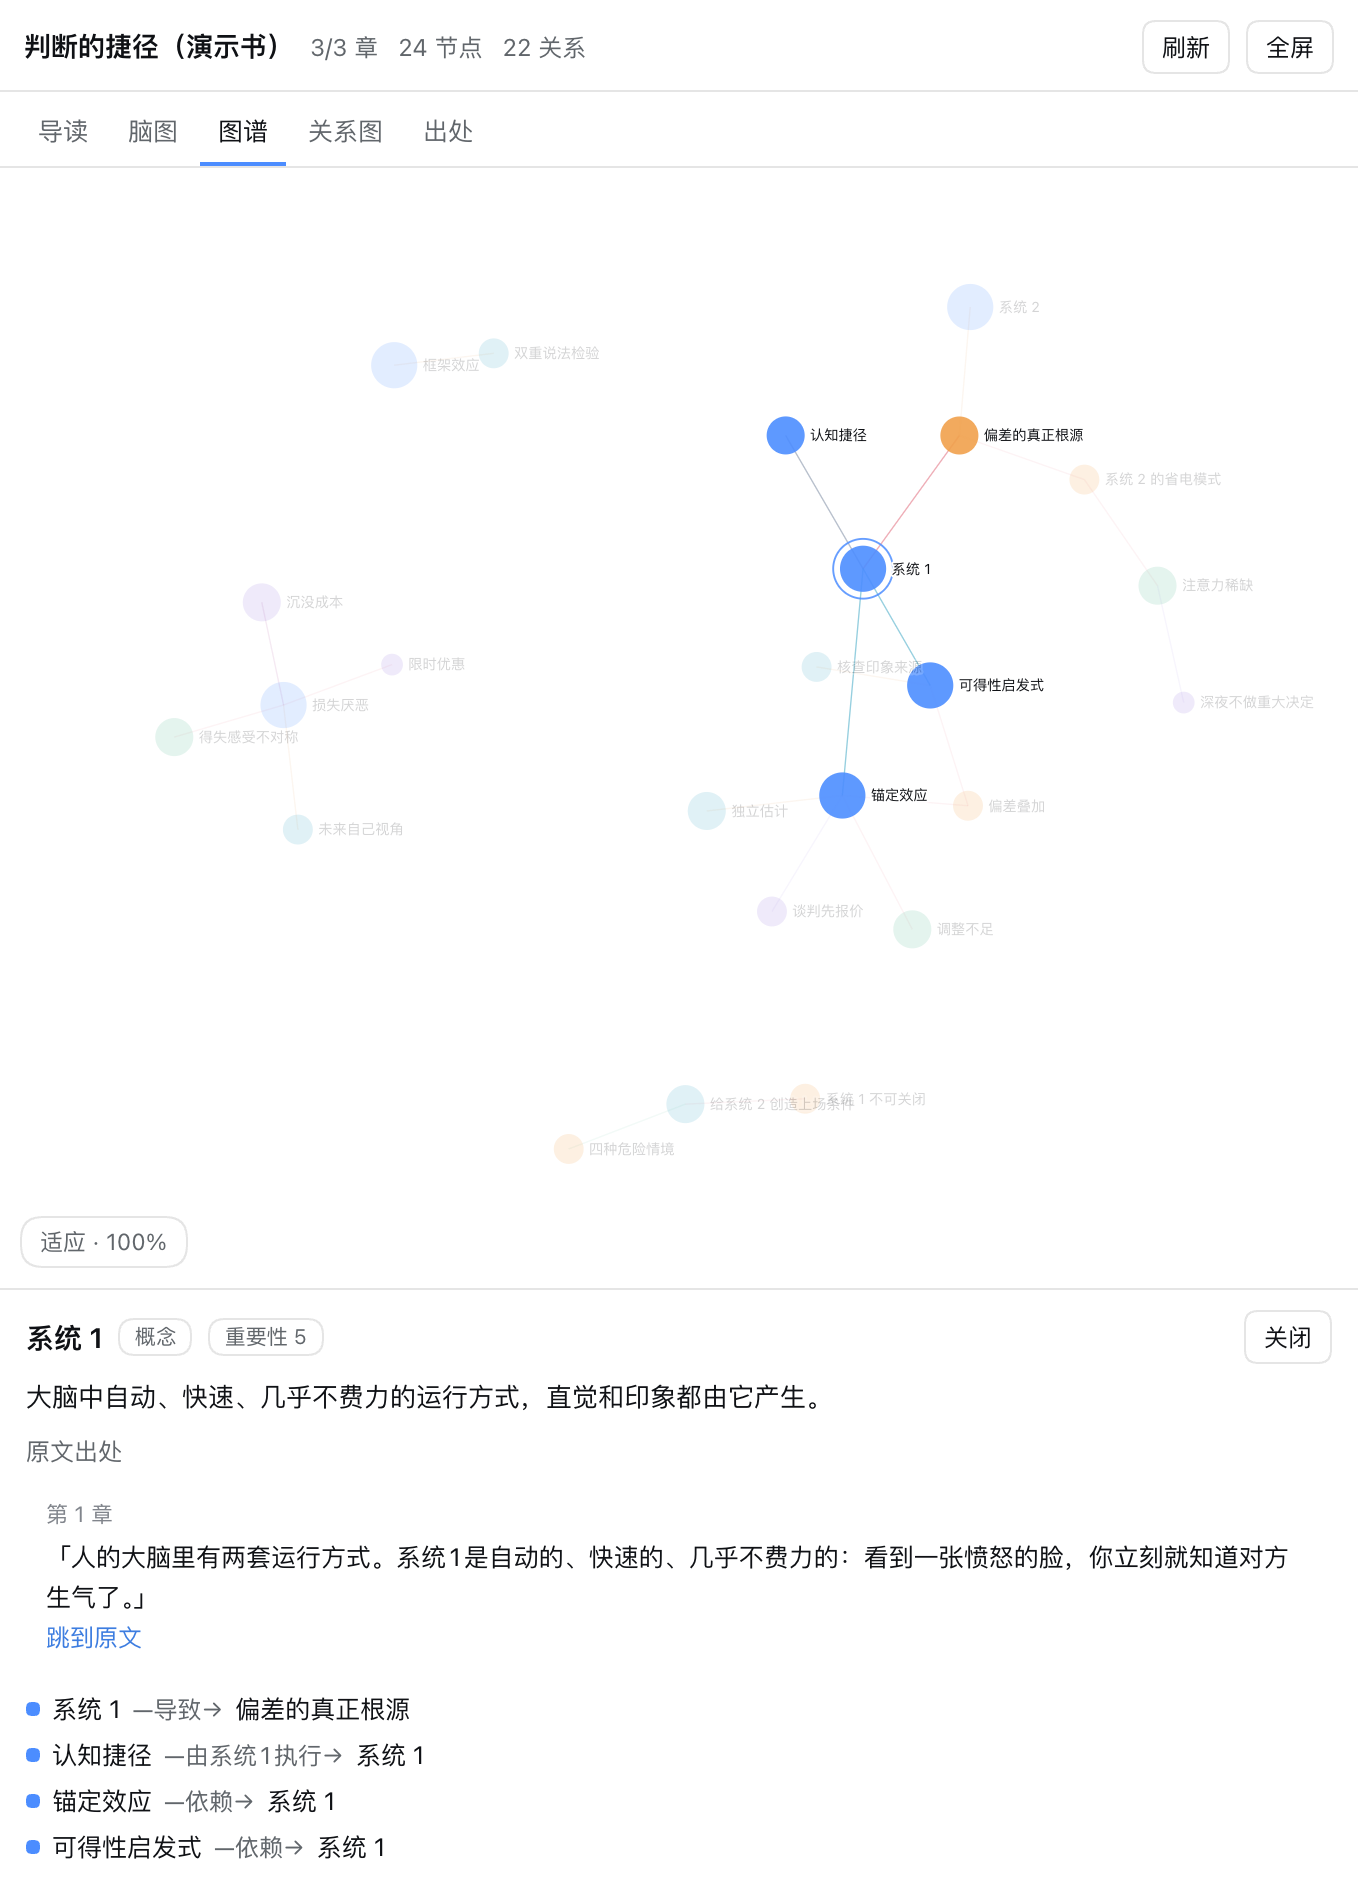 判断的捷径（演示书） 3/3 章 24 节点 22 关系 刷新 全屏
导读 脑图 图谱 关系图 出处
系统 2
框架效应 双重说法检验
认知捷径 偏差的真正根源
系统 2 的省电模式
系统 1
注意力稀缺
沉没成本
限时优惠
核查印象来源
可得性启发式
损失厌恶
深夜不做重大决定
得失感受不对称
锚定效应
独立估计
偏差叠加
未来自己视角
谈判先报价
调整不足
给系统 2 创造上场条件
系统 1 不可关闭
四种危险情境
适应 · 100%
系统 1 概念 重要性 5 关闭
大脑中自动、快速、几乎不费力的运行方式，直觉和印象都由它产生。
原文出处
第 1 章
「人的大脑里有两套运行方式。系统1是自动的、快速的、几乎不费力的：看到一张愤怒的脸，你立刻就知道对方
生气了。」
跳到原文
系统 1 —导致→ 偏差的真正根源
认知捷径 —由系统1执行→ 系统 1
锚定效应 —依赖→ 系统 1
可得性启发式 —依赖→ 系统 1